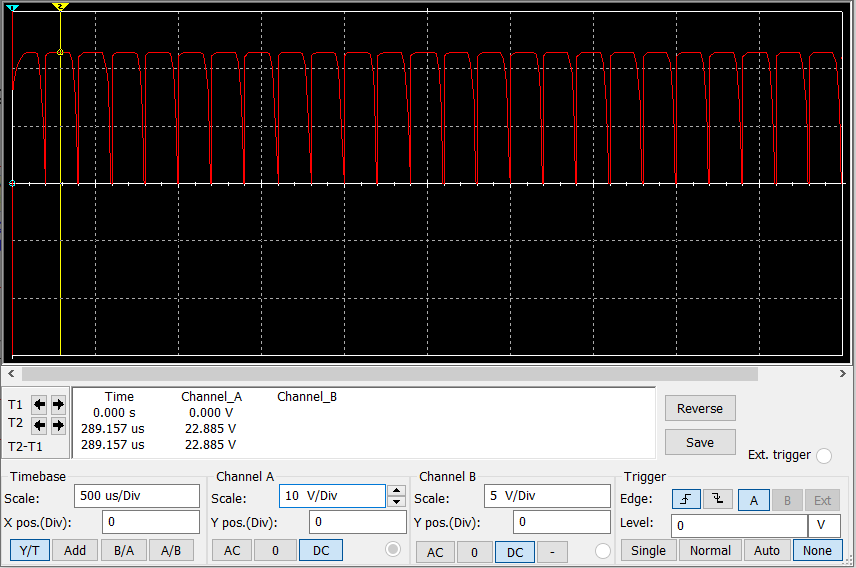 1 2
Time Channel_A Channel_B
T1 0.000 s 0.000 V
T2 289.157 us 22.885 V
T2-T1 289.157 us 22.885 V
Reverse
Save
Ext. trigger
Timebase Channel A Channel B Trigger
Scale: 500 us/Div Scale: 10 V/Div Scale: 5 V/Div Edge: A B Ext
X pos.(Div): 0 Y pos.(Div): 0 Y pos.(Div): 0 Level: 0 V
Y/T Add B/A A/B AC 0 DC AC 0 DC - Single Normal Auto None